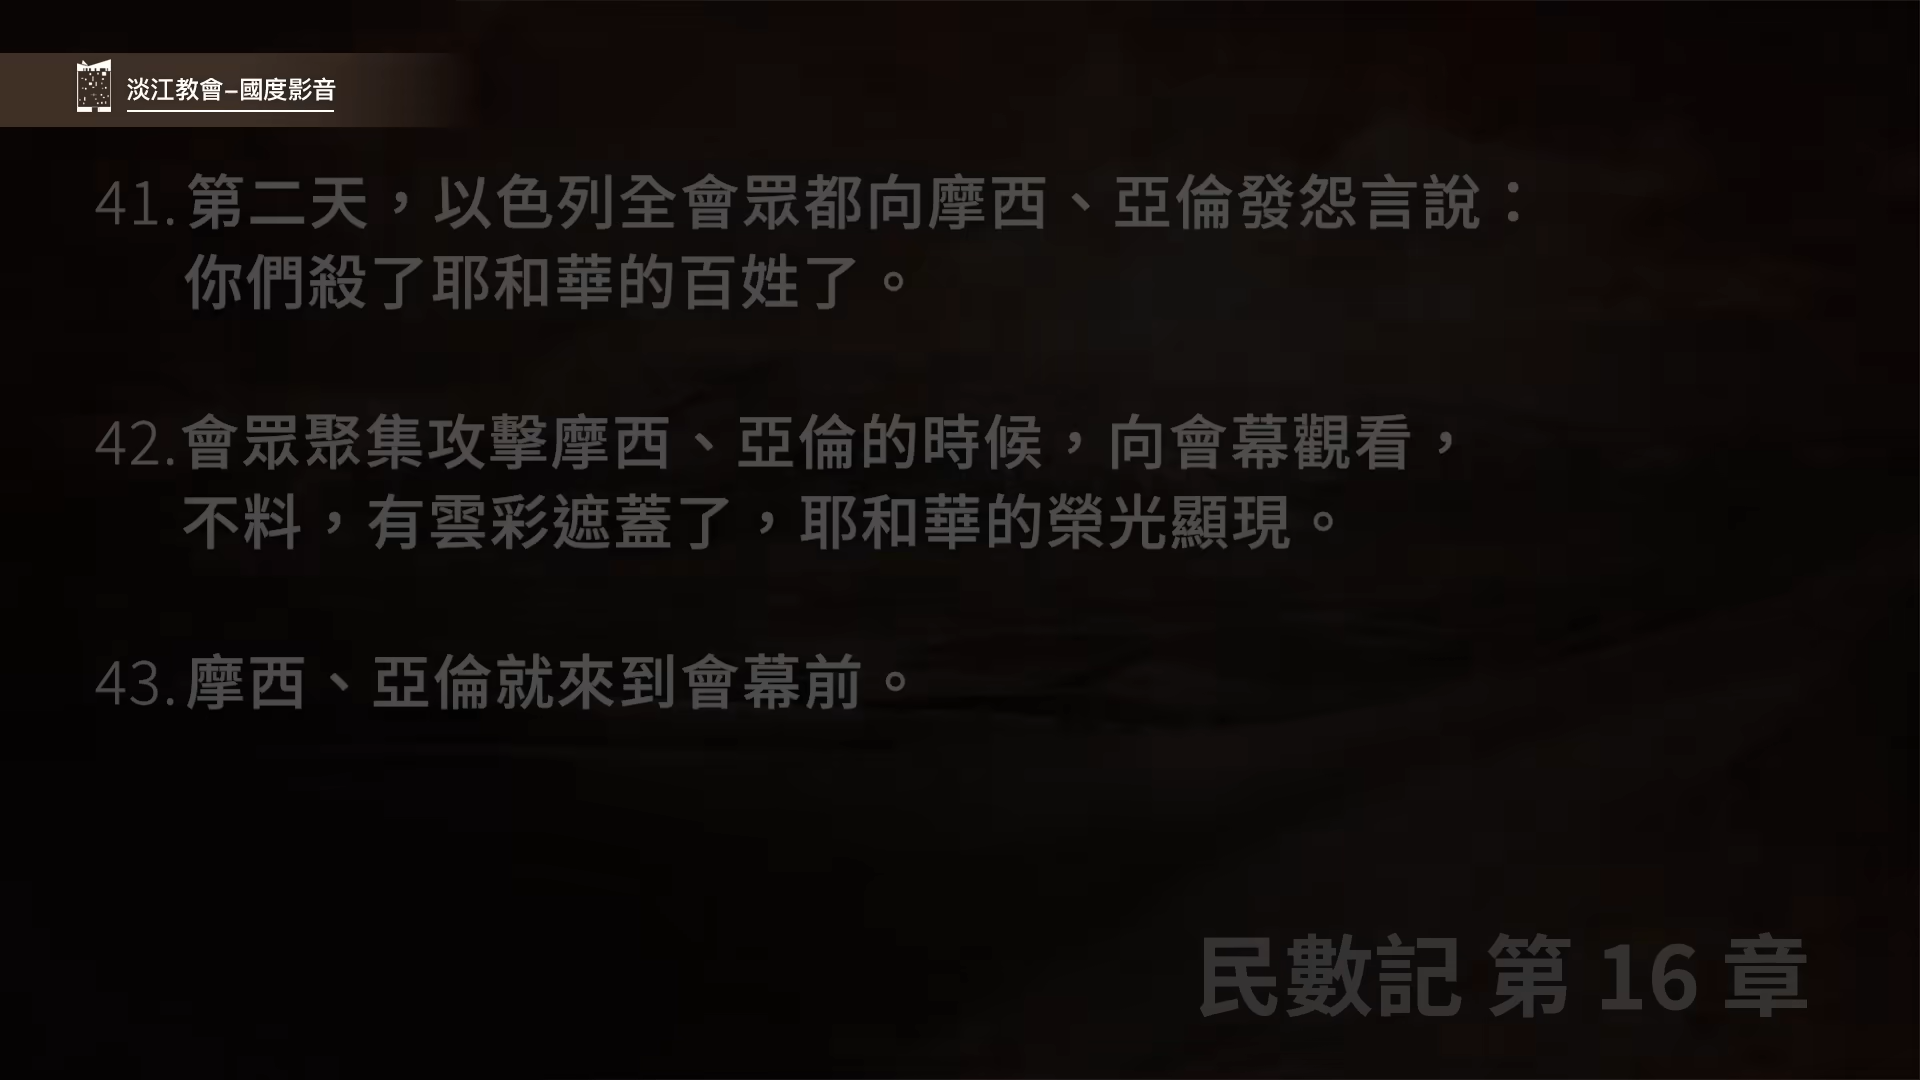 淡江教會–國度影音
41.第二天，以色列全會眾都向摩西、亞倫發怨言說：
你們殺了耶和華的百姓了。
42.會眾聚集攻擊摩西、亞倫的時候，向會幕觀看，
不料，有雲彩遮蓋了，耶和華的榮光顯現。
43.摩西、亞倫就來到會幕前。
民數記 第 16 章